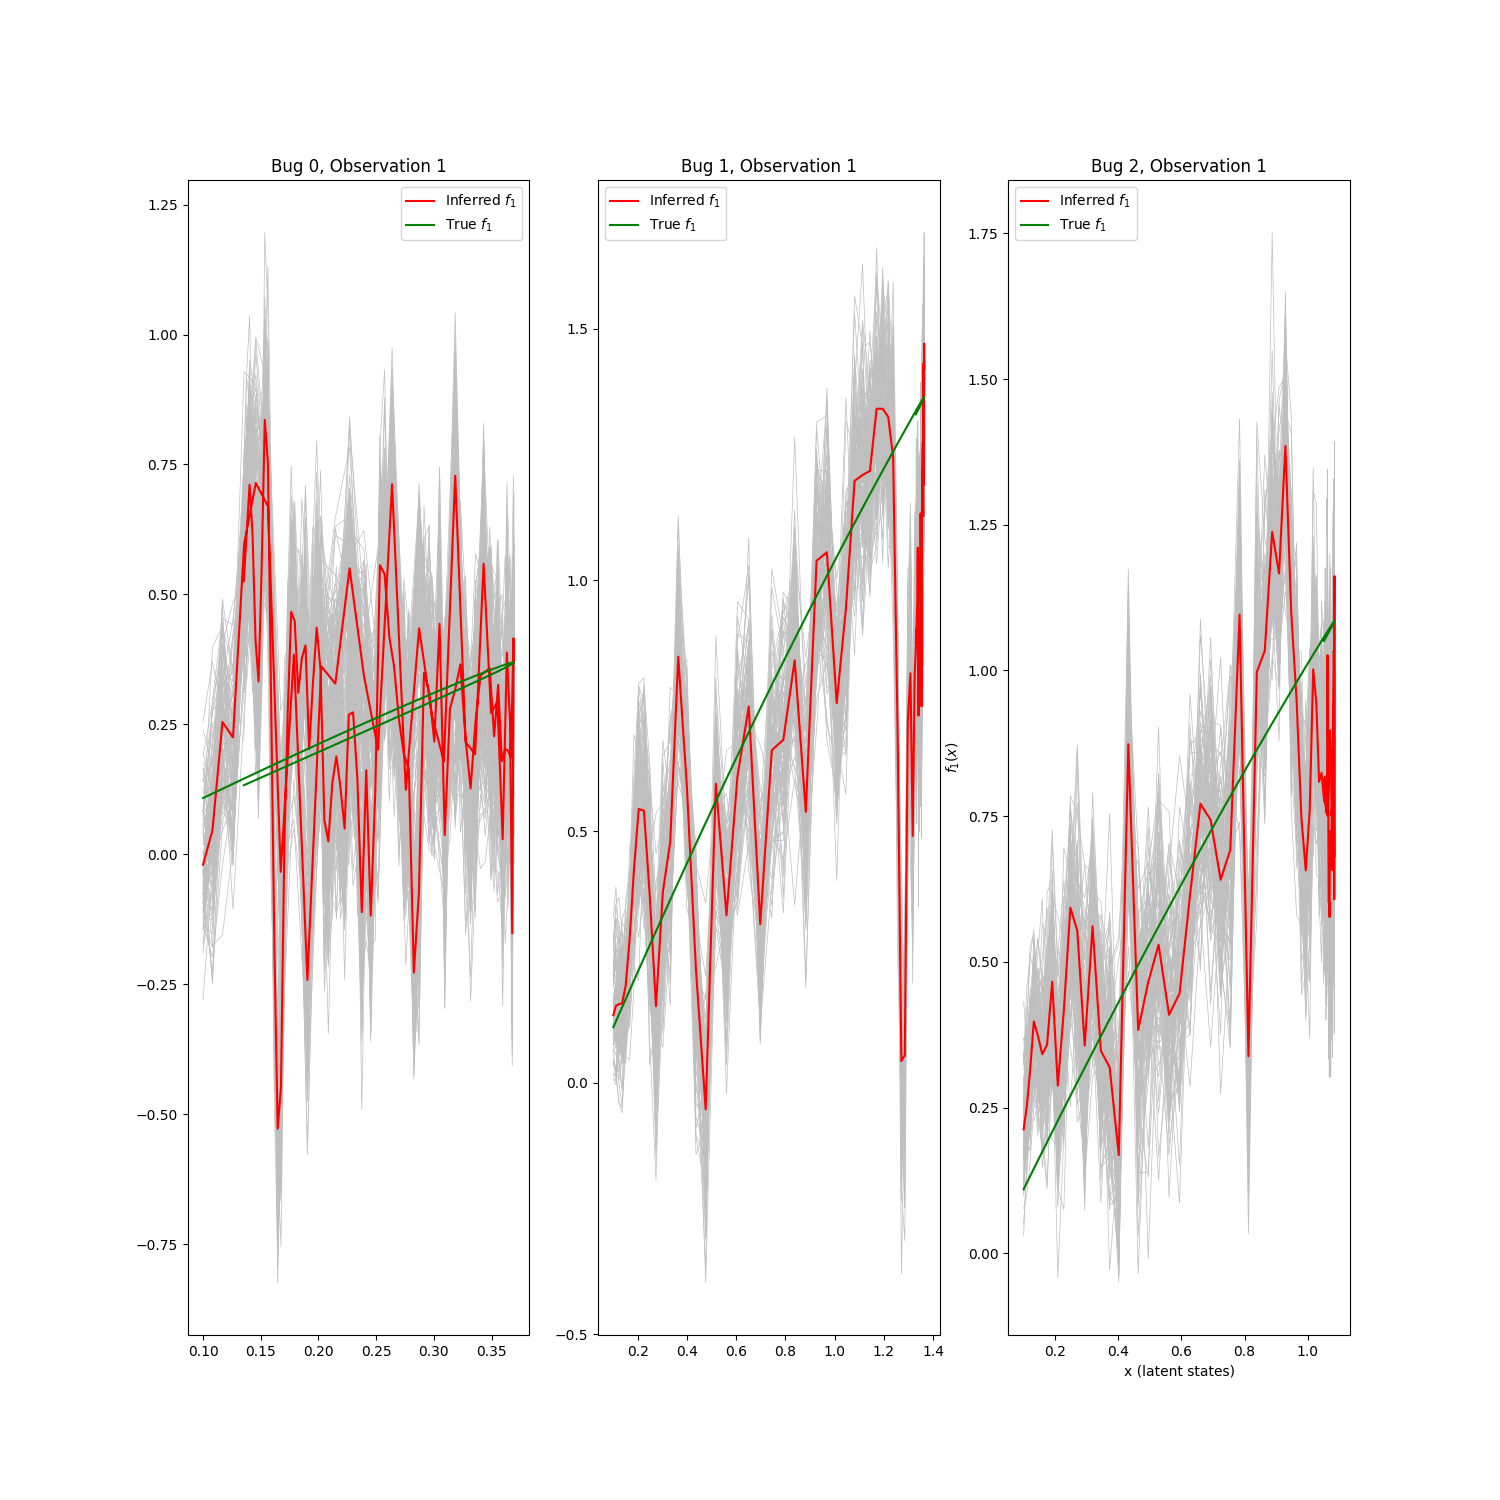 Bug 0, Observation 1
Inferred f₁
True f₁
1.25
1.00
0.75
0.50
0.25
0.00
−0.25
−0.50
−0.75
0.10 0.15 0.20 0.25 0.30 0.35
Bug 1, Observation 1
Inferred f₁
True f₁
1.5
1.0
0.5
0.0
−0.5
0.2 0.4 0.6 0.8 1.0 1.2 1.4
Bug 2, Observation 1
Inferred f₁
True f₁
f₁(x)
1.75
1.50
1.25
1.00
0.75
0.50
0.25
0.00
0.2 0.4 0.6 0.8 1.0
x (latent states)